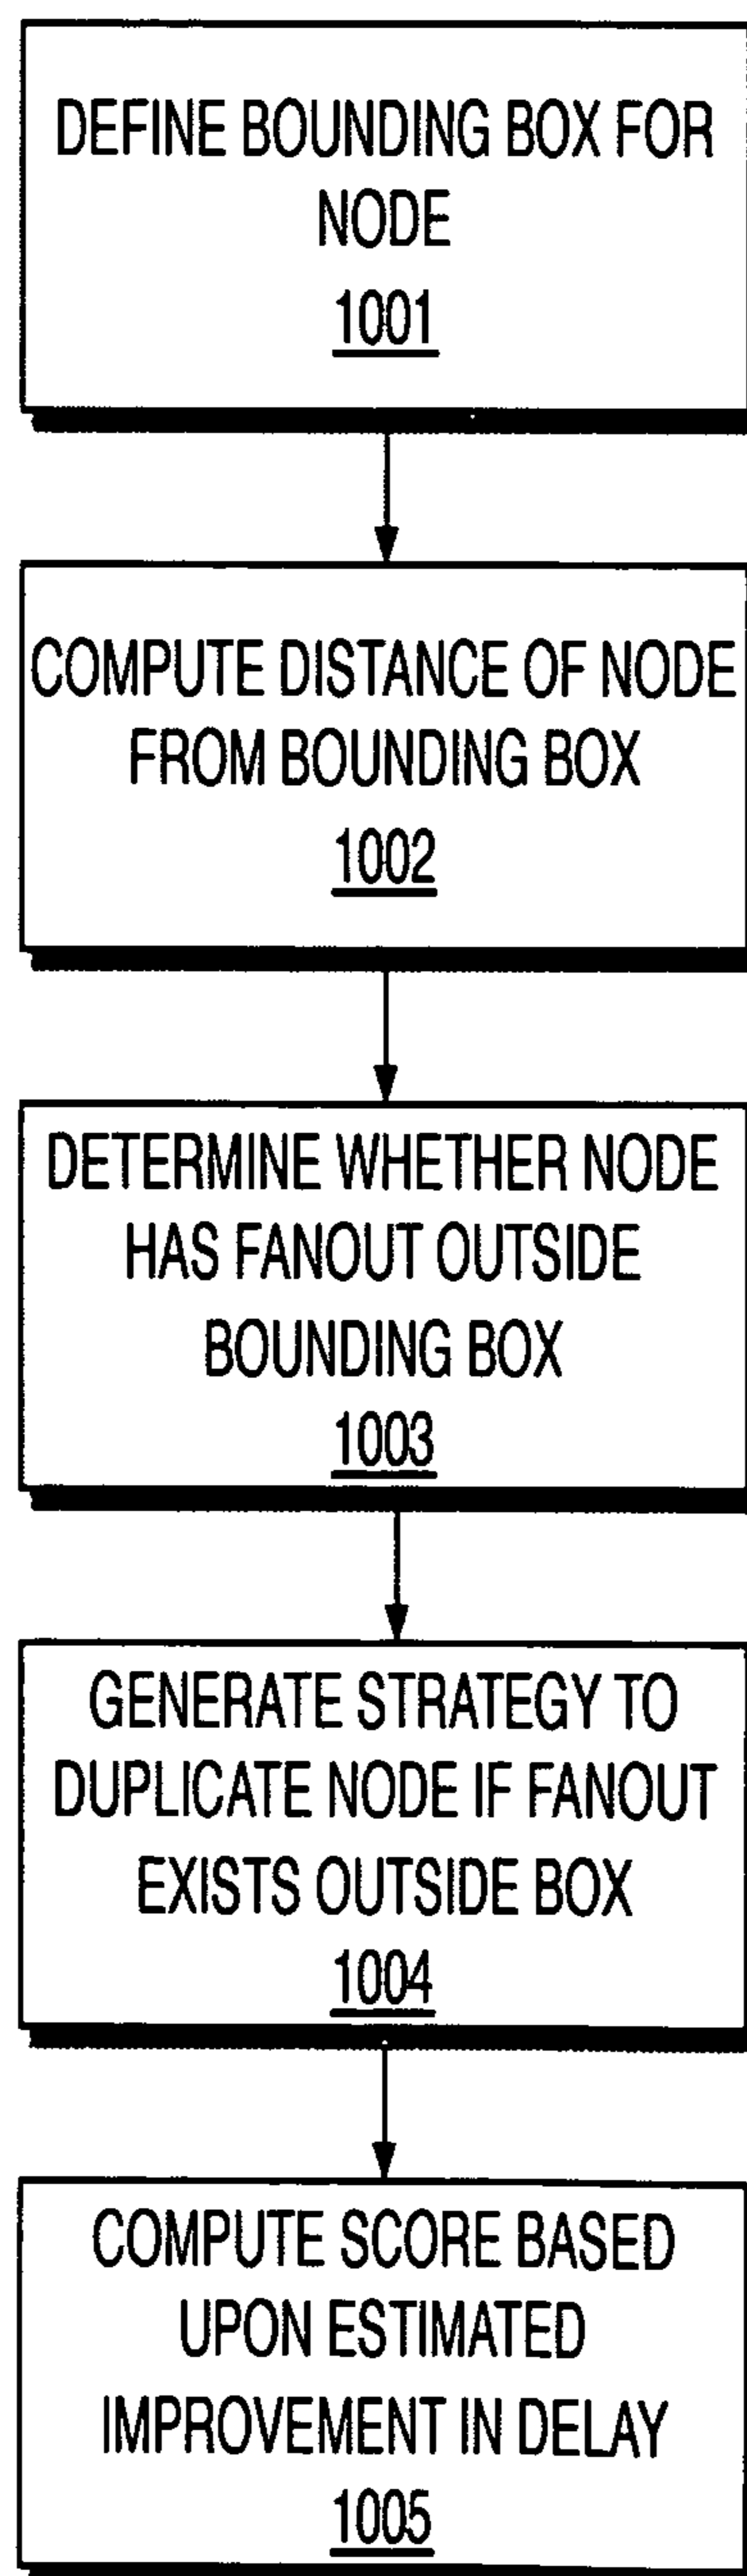 DEFINE BOUNDING BOX FOR
NODE
1001
COMPUTE DISTANCE OF NODE
FROM BOUNDING BOX
1002
DETERMINE WHETHER NODE
HAS FANOUT OUTSIDE
BOUNDING BOX
1003
GENERATE STRATEGY TO
DUPLICATE NODE IF FANOUT
EXISTS OUTSIDE BOX
1004
COMPUTE SCORE BASED
UPON ESTIMATED
IMPROVEMENT IN DELAY
1005